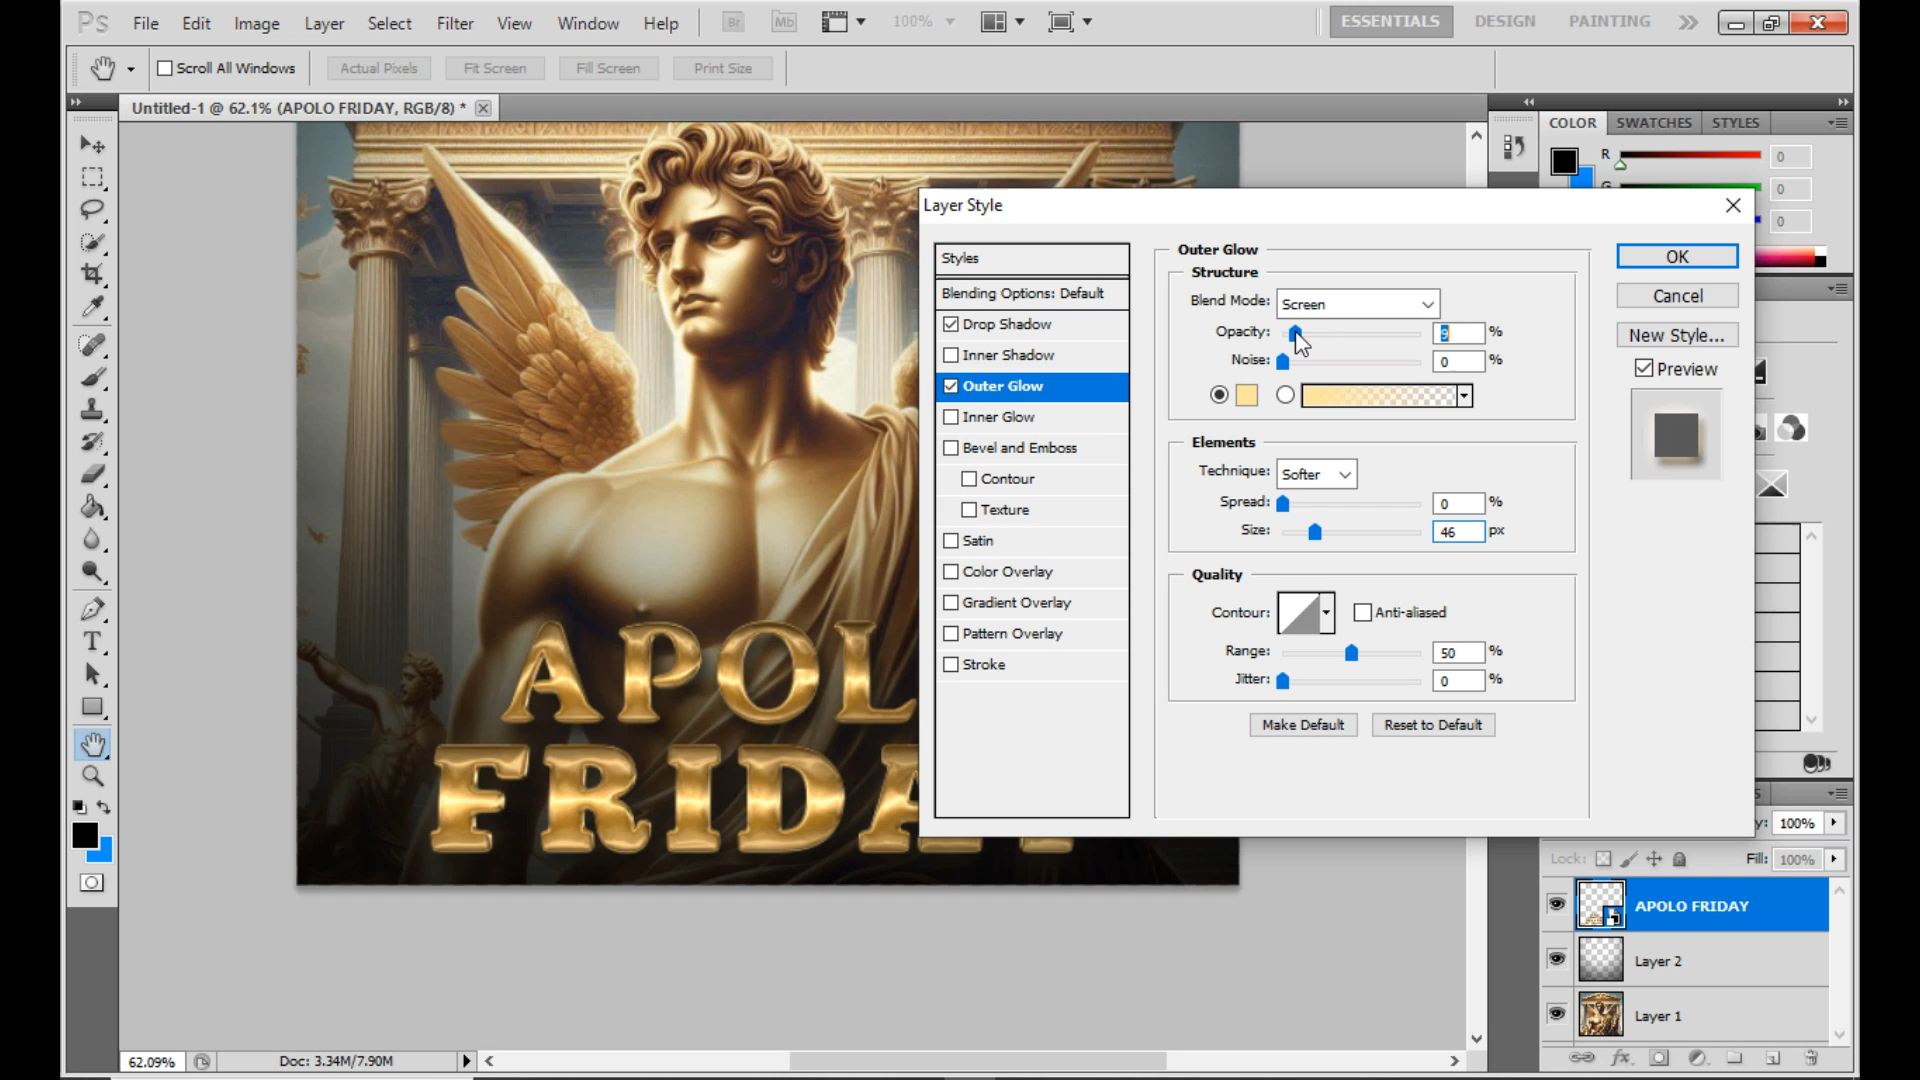 Ps File Edit Image Layer Select Filter View Window Help Br Mb 100% ESSENTIALS DESIGN PAINTING
Scroll All Windows Actual Pixels Fit Screen Fill Screen Print Size
Untitled-1 @ 62.1% (APOLO FRIDAY, RGB/8) *
COLOR SWATCHES STYLES
R 0
G 0
0
Layer Style
Styles
Blending Options: Default
Drop Shadow
Inner Shadow
Outer Glow
Inner Glow
Bevel and Emboss
Contour
Texture
Satin
Color Overlay
Gradient Overlay
Pattern Overlay
Stroke
Outer Glow
Structure
Blend Mode: Screen
Opacity: 9 %
Noise: 0 %
Elements
Technique: Softer
Spread: 0 %
Size: 46 px
Quality
Contour: Anti-aliased
Range: 50 %
Jitter: 0 %
Make Default Reset to Default
OK
Cancel
New Style...
Preview
APOL
FRIDA
T
y: 100%
Lock: Fill: 100%
APOLO FRIDAY
Layer 2
Layer 1
fx
62.09% Doc: 3.34M/7.90M